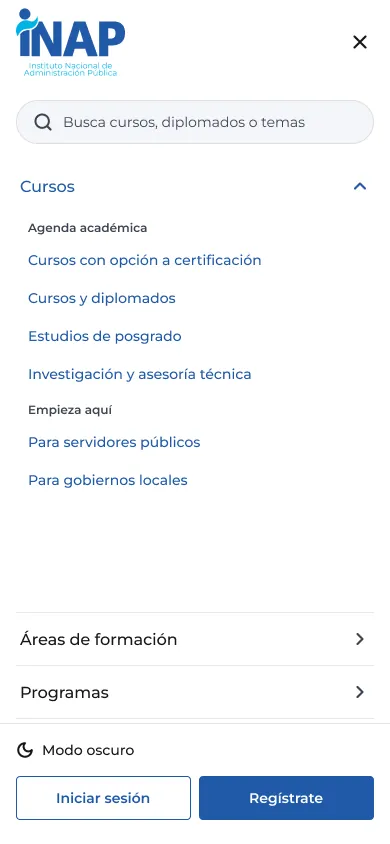 iNAP
Instituto Nacional de
Administración Pública
Busca cursos, diplomados o temas
Cursos
Agenda académica
Cursos con opción a certificación
Cursos y diplomados
Estudios de posgrado
Investigación y asesoría técnica
Empieza aquí
Para servidores públicos
Para gobiernos locales
Áreas de formación
Programas
Modo oscuro
Iniciar sesión
Regístrate